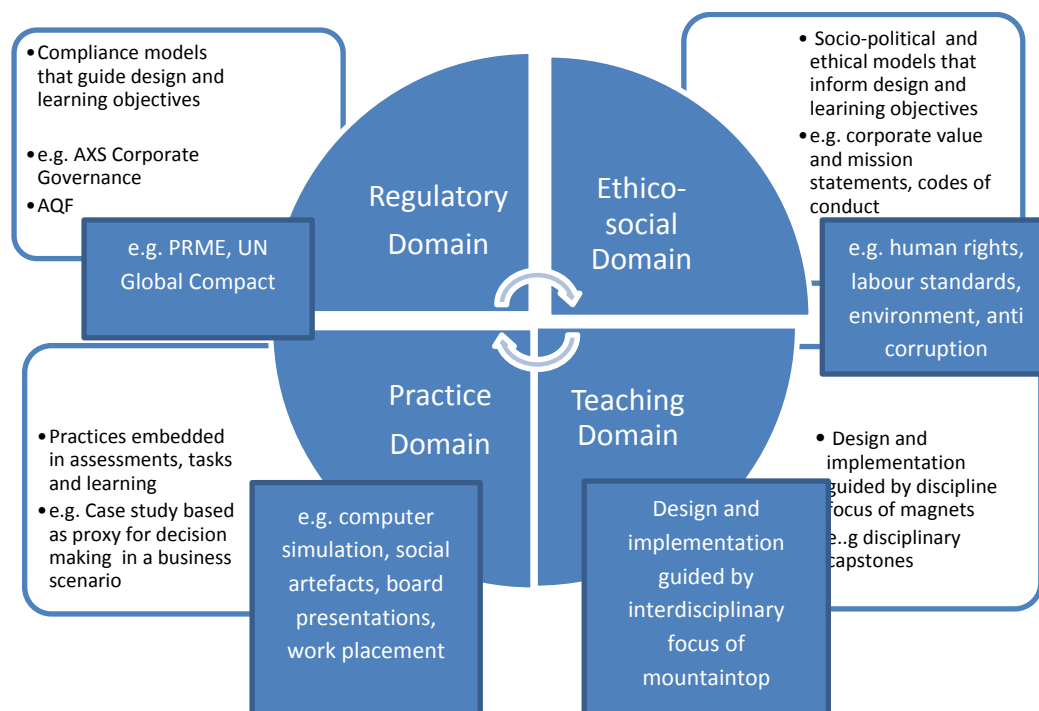 •Compliance models
that guide design and
learning objectives
•e.g. AXS Corporate
Governance
•AQF
e.g. PRME, UN
Global Compact
Regulatory
Domain
Ethico-
social
Domain
• Socio-political and
ethical models that
inform design and
learining objectives
•e.g. corporate value
and mission
statements, codes of
conduct
e.g. human rights,
labour standards,
environment, anti
corruption
Practice
Domain
Teaching
Domain
•Practices embedded
in assessments, tasks
and learning
•e.g. Case study based
as proxy for decision
making in a business
scenario
e.g. computer
simulation, social
artefacts, board
presentations,
work placement
Design and
implementation
guided by
interdisciplinary
focus of
mountaintop
• Design and
implementation
guided by discipline
focus of magnets
e..g disciplinary
capstones